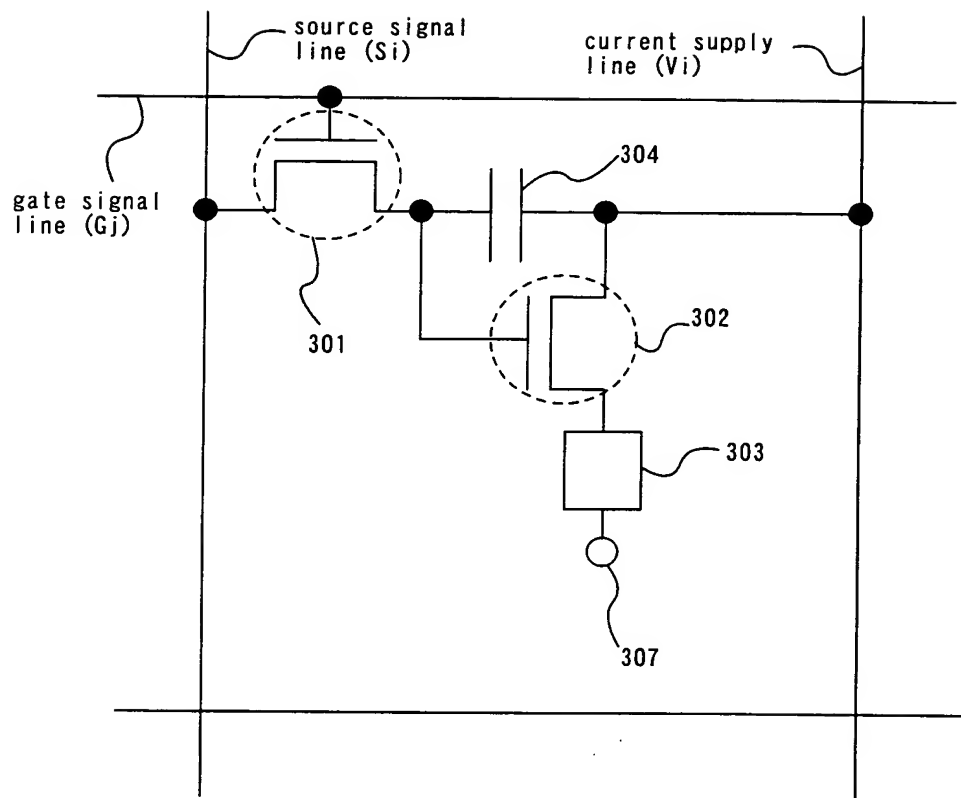 source signal
line (Si)
current supply
line (Vi)
304
gate signal
line (Gj)
301
302
303
307